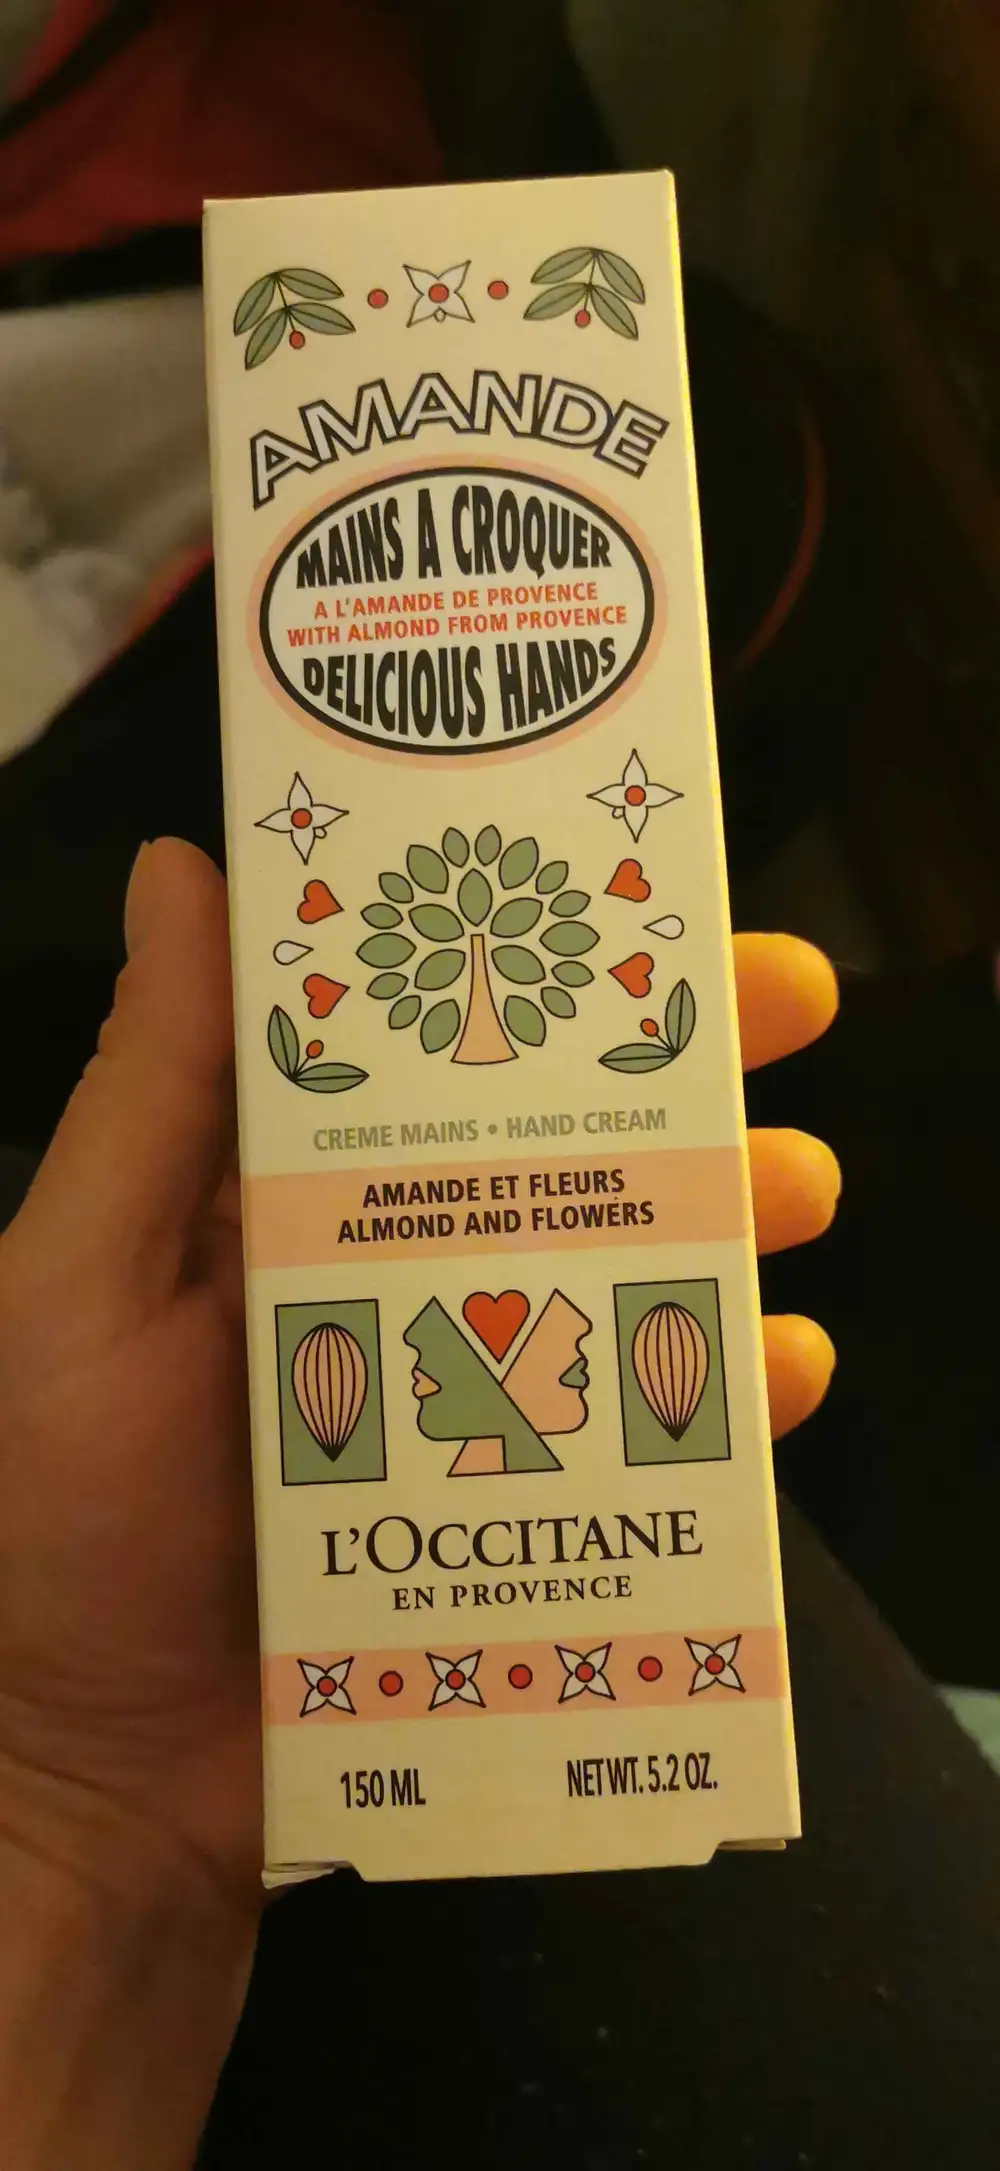 AMANDE
MAINS A CROQUER
A L'AMANDE DE PROVENCE
WITH ALMOND FROM PROVENCE
DELICIOUS HANDS
CREME MAINS • HAND CREAM
AMANDE ET FLEURS
ALMOND AND FLOWERS
L'OCCITANE
EN PROVENCE
150 ML NET WT. 5.2 OZ.